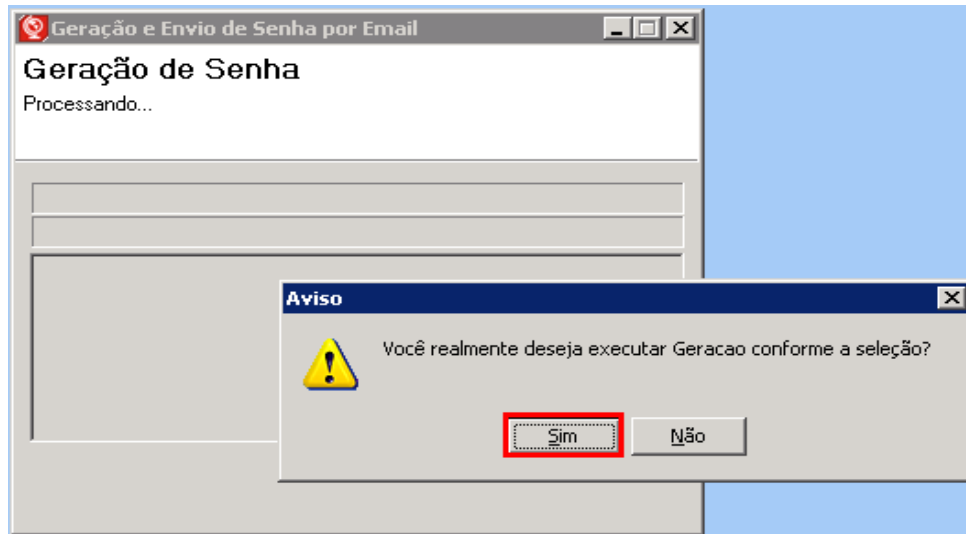 Geração e Envio de Senha por Email
Geração de Senha
Processando...
Aviso
Você realmente deseja executar Geracao conforme a seleção?
Sim
Não